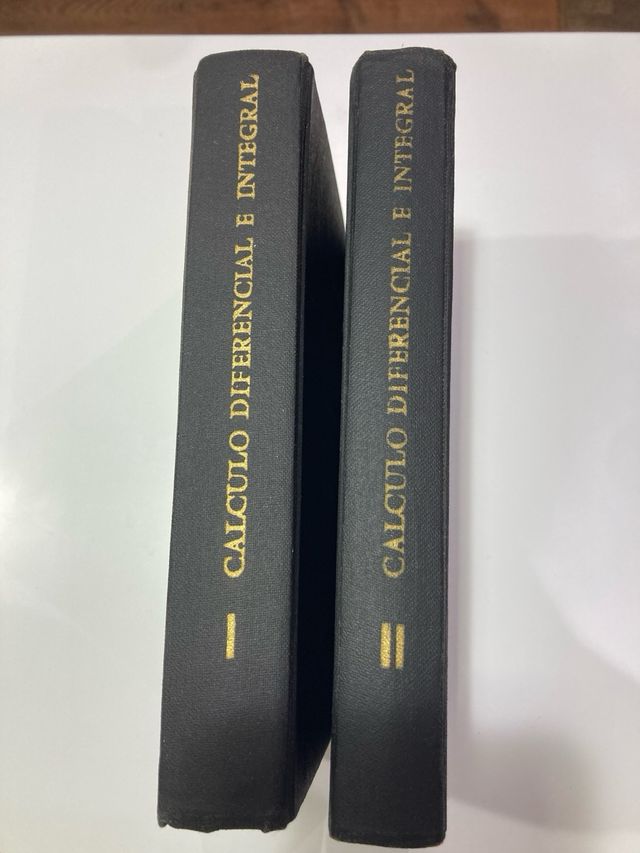 CALCULO DIFERENCIAL E INTEGRAL
I
CALCULO DIFERENCIAL E INTEGRAL
II